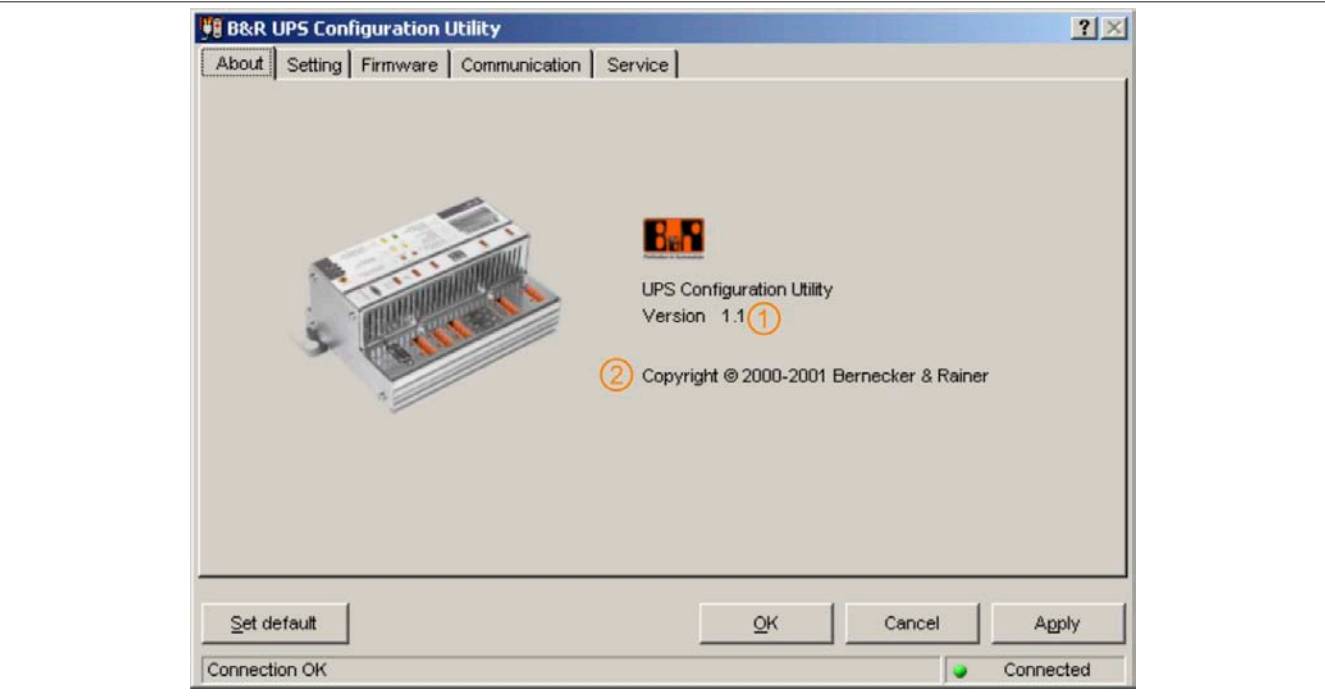 B&R UPS Configuration Utility
About Setting Firmware Communication Service
B&R
UPS Configuration Utility
Version 1.1 1
2 Copyright © 2000-2001 Bernecker & Rainer
Set default OK Cancel Apply
Connection OK Connected